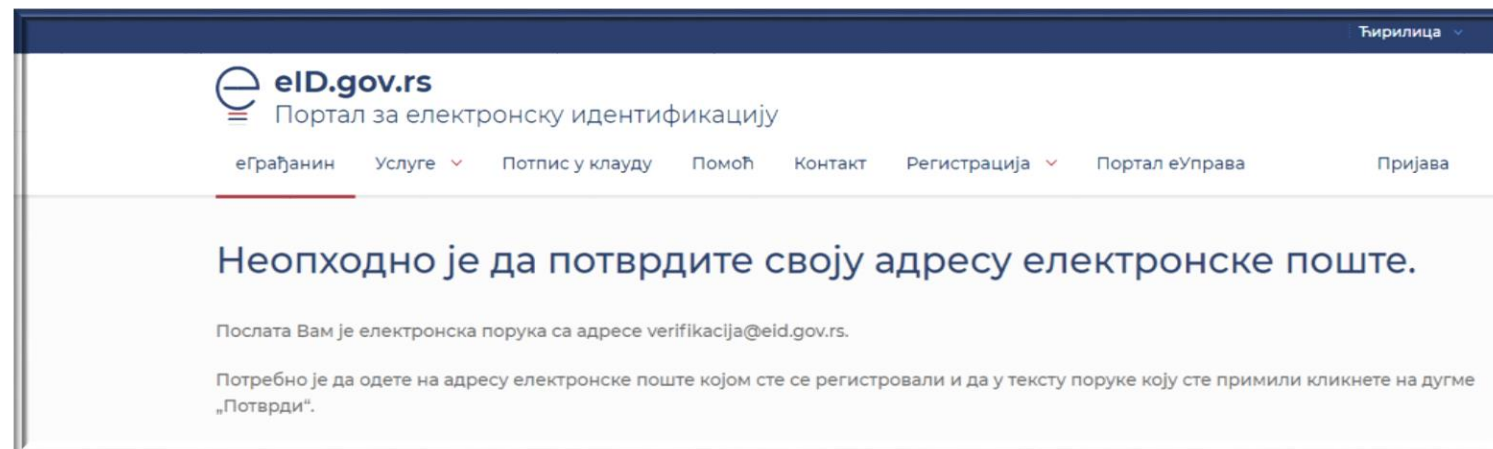 Ћирилица
eID.gov.rs
Портал за електронску идентификацију
еГрађанин Услуге Потпис у клауду Помоћ Контакт Регистрација Портал еУправа Пријава
Неопходно је да потврдите своју адресу електронске поште.
Послата Вам је електронска порука са адресе verifikacija@eid.gov.rs.
Потребно је да одете на адресу електронске поште којом сте се регистровали и да у тексту поруке коју сте примили кликнете на дугме
„Потврди“.